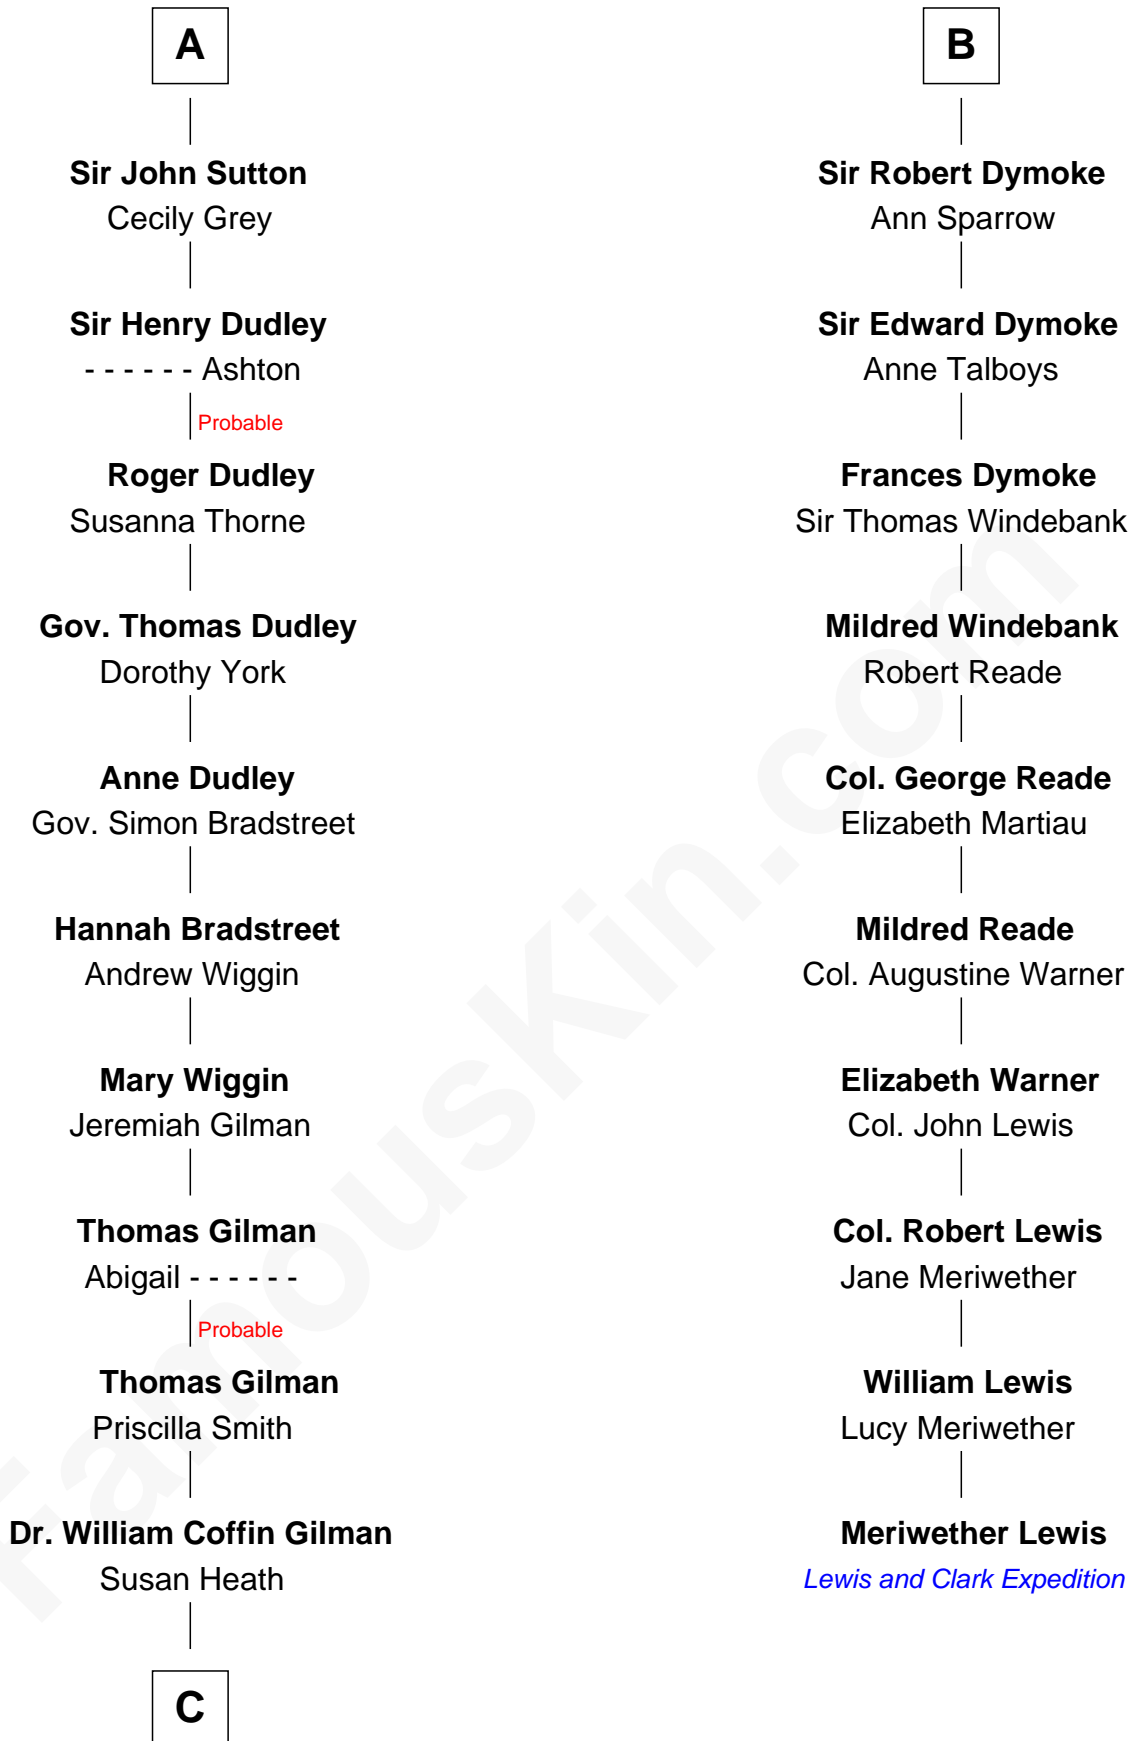 A
Sir John Sutton
Cecily Grey
Sir Henry Dudley
- - - - - - Ashton
Probable
Roger Dudley
Susanna Thorne
Gov. Thomas Dudley
Dorothy York
Anne Dudley
Gov. Simon Bradstreet
Hannah Bradstreet
Andrew Wiggin
Mary Wiggin
Jeremiah Gilman
Thomas Gilman
Abigail - - - - - -
Probable
Thomas Gilman
Priscilla Smith
Dr. William Coffin Gilman
Susan Heath
C
B
Sir Robert Dymoke
Ann Sparrow
Sir Edward Dymoke
Anne Talboys
Frances Dymoke
Sir Thomas Windebank
Mildred Windebank
Robert Reade
Col. George Reade
Elizabeth Martiau
Mildred Reade
Col. Augustine Warner
Elizabeth Warner
Col. John Lewis
Col. Robert Lewis
Jane Meriwether
William Lewis
Lucy Meriwether
Meriwether Lewis
Lewis and Clark Expedition
FamousKin.com